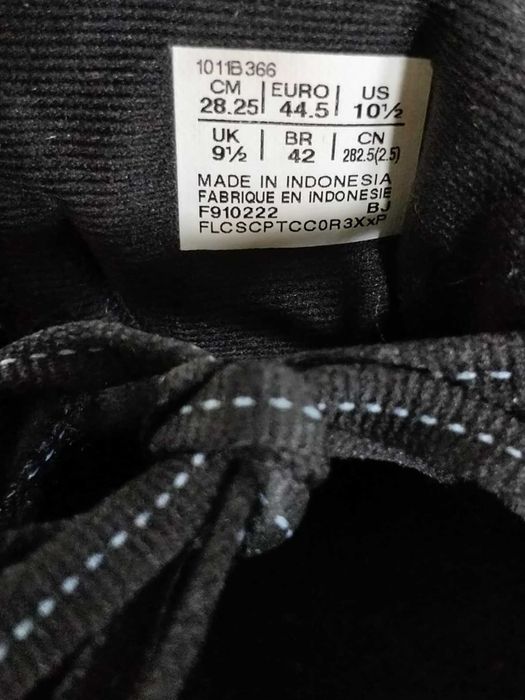 1011B366
CM EURO US
28.25 44.5 10½
UK BR CN
9½ 42 282.5(2.5)
MADE IN INDONESIA
FABRIQUE EN INDONESIE
F910222 BJ
FLCSCPTCC0R3XxP